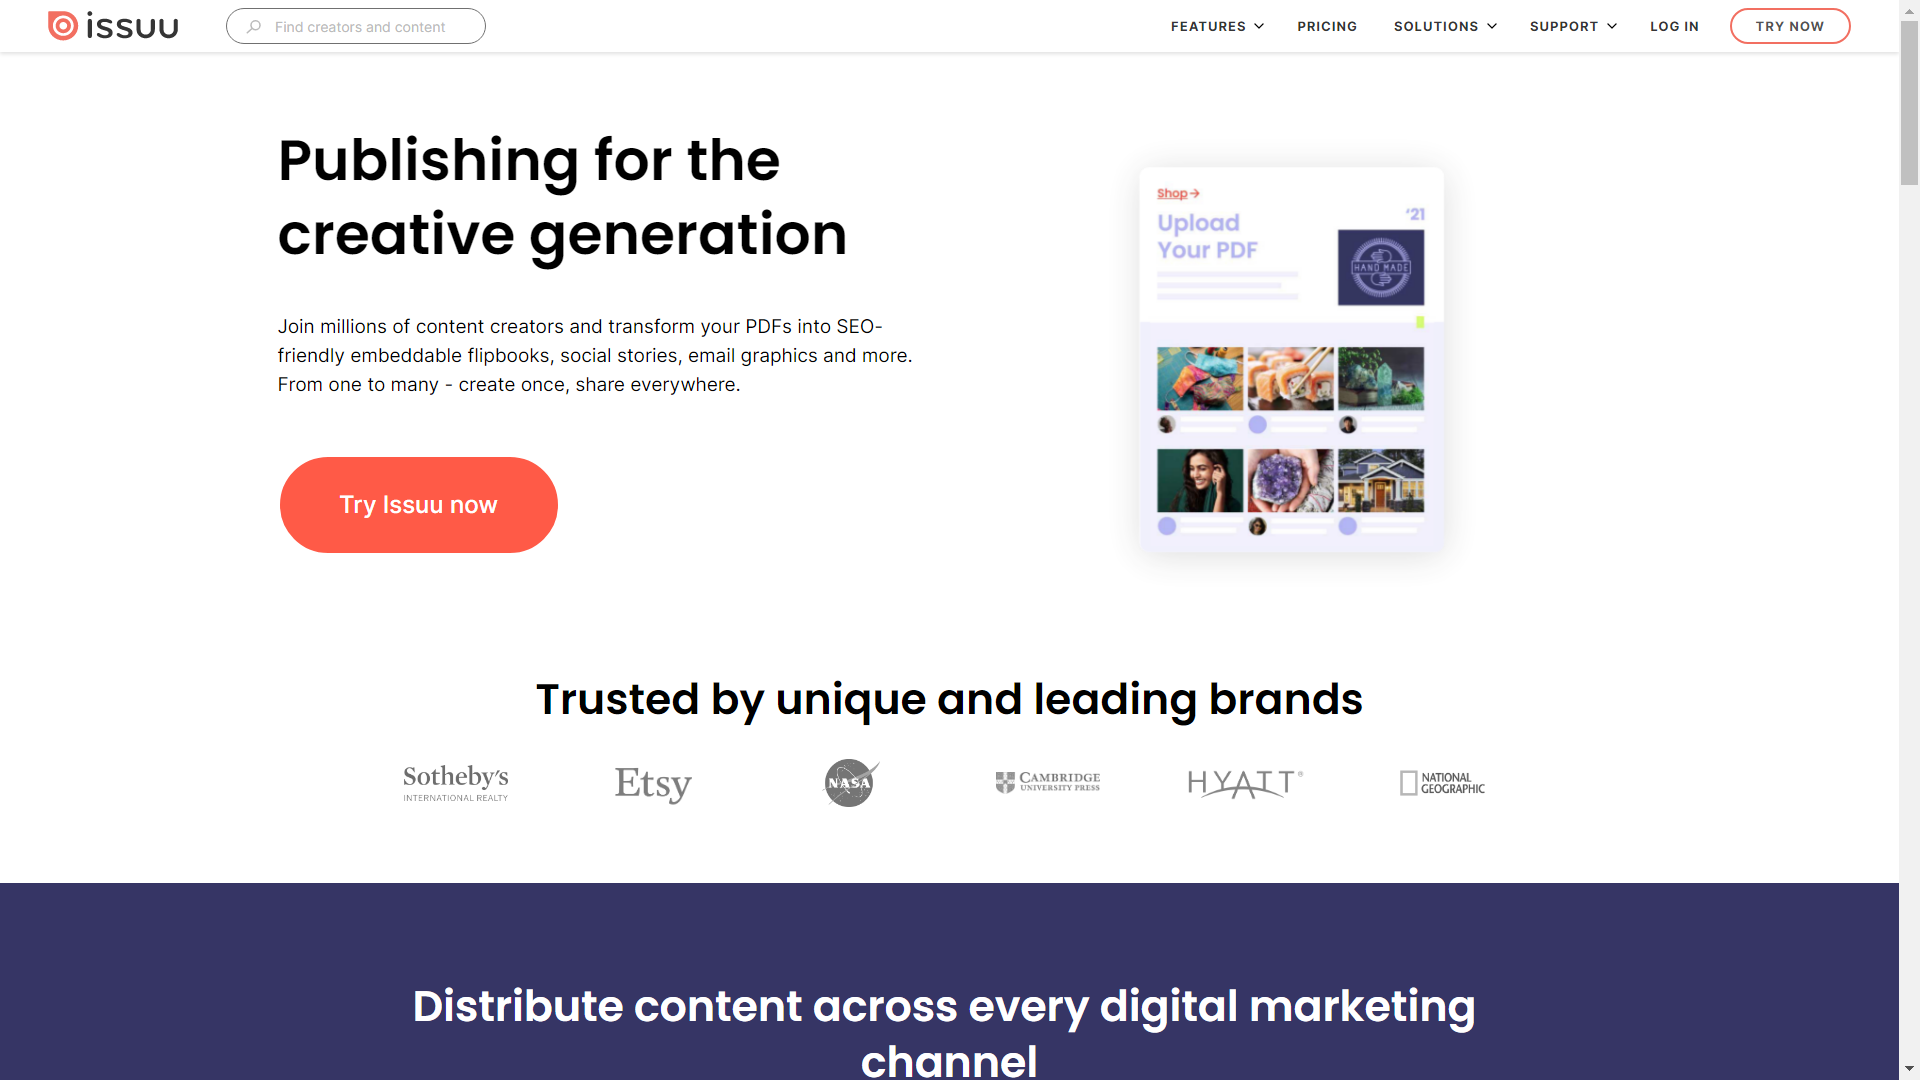 issuu
Find creators and content
FEATURES
PRICING
SOLUTIONS
SUPPORT
LOG IN
TRY NOW
Publishing for the
creative generation
Join millions of content creators and transform your PDFs into SEO-
friendly embeddable flipbooks, social stories, email graphics and more.
From one to many - create once, share everywhere.
Try Issuu now
Shop
'21
Upload
Your PDF
HAND MADE
Trusted by unique and leading brands
Sotheby's
INTERNATIONAL REALTY
Etsy
NASA
CAMBRIDGE
UNIVERSITY PRESS
HYATT®
NATIONAL
GEOGRAPHIC
Distribute content across every digital marketing
channel